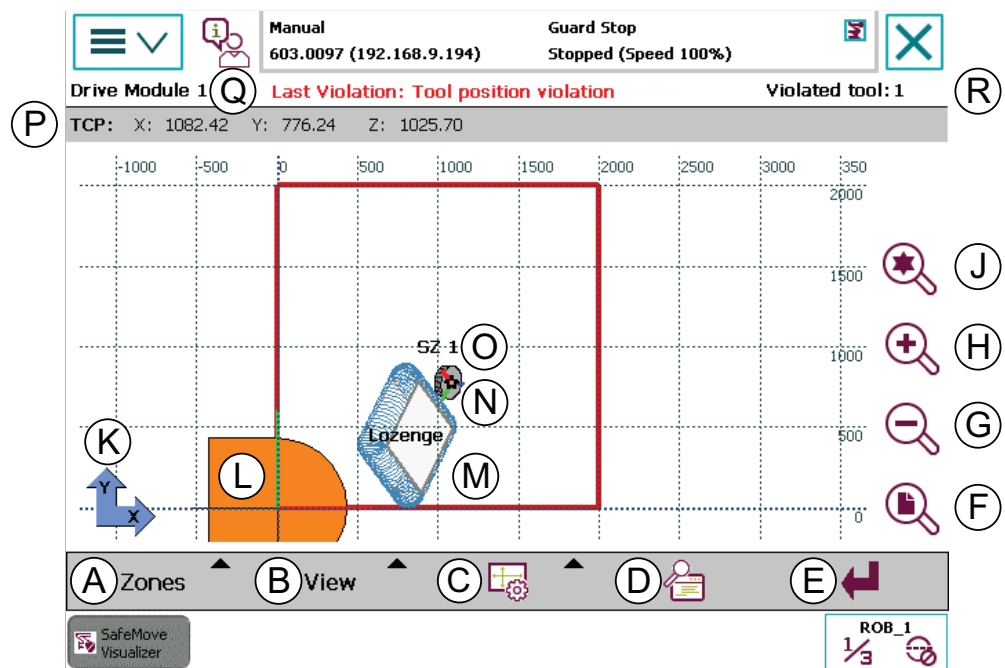 Manual
Guard Stop
603.0097 (192.168.9.194)
Stopped (Speed 100%)
Drive Module 1
Q
Last Violation: Tool position violation
Violated tool: 1
R
P
TCP: X: 1082.42 Y: 776.24 Z: 1025.70
-1000 -500 0 500 1000 1500 2000 2500 3000 350
2000
J
1500
SZ 1
O
1000
H
N
Lozenge
500
G
K
L
M
Y
X
0
F
A
Zones
B
View
C
D
E
SafeMove
Visualizer
ROB_1
1/3